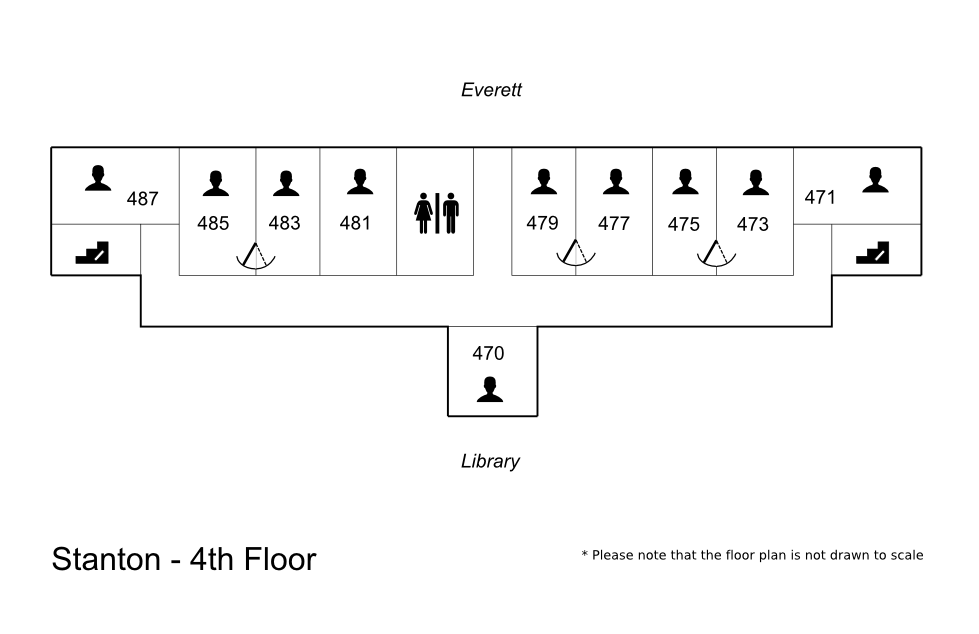 Everett
487
485
483
481
479
477
475
473
471
470
Library
Stanton - 4th Floor
* Please note that the floor plan is not drawn to scale